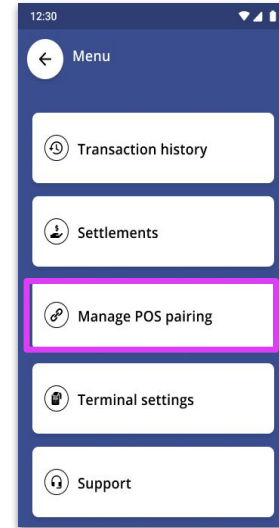 12:30
Menu
Transaction history
Settlements
Manage POS pairing
Terminal settings
Support